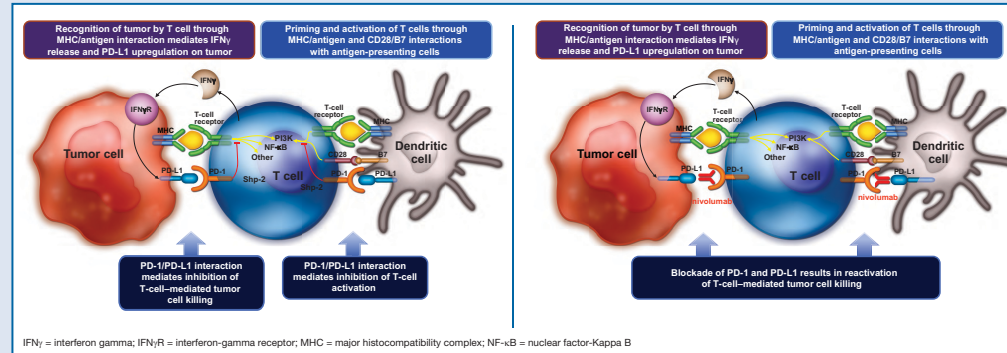 Recognition of tumor by T cell through
MHC/antigen interaction mediates IFNγ
release and PD-L1 upregulation on tumor
Priming and activation of T cells through
MHC/antigen and CD28/B7 interactions
with antigen-presenting cells
IFNγ
IFNγR
T-cell
receptor
MHC
Tumor cell
PI3K
NF-κB
Other
T-cell
receptor
MHC
Dendritic
cell
CD28
B7
PD-L1
PD-1
Shp-2
T cell
Shp-2
PD-1
PD-L1
PD-1/PD-L1 interaction
mediates inhibition of
T-cell–mediated tumor
cell killing
PD-1/PD-L1 interaction
mediates inhibition of T-cell
activation
Recognition of tumor by T cell through
MHC/antigen interaction mediates IFNγ
release and PD-L1 upregulation on tumor
Priming and activation of T cells through
MHC/antigen and CD28/B7 interactions with
antigen-presenting cells
IFNγ
IFNγR
T-cell
receptor
MHC
Tumor cell
PI3K
NF-κB
Other
T-cell
receptor
MHC
Dendritic
cell
CD28
B7
PD-L1
PD-1
nivolumab
T cell
PD-1
PD-L1
nivolumab
Blockade of PD-1 and PD-L1 results in reactivation
of T-cell–mediated tumor cell killing
IFNγ = interferon gamma; IFNγR = interferon-gamma receptor; MHC = major histocompatibility complex; NF-κB = nuclear factor-Kappa B